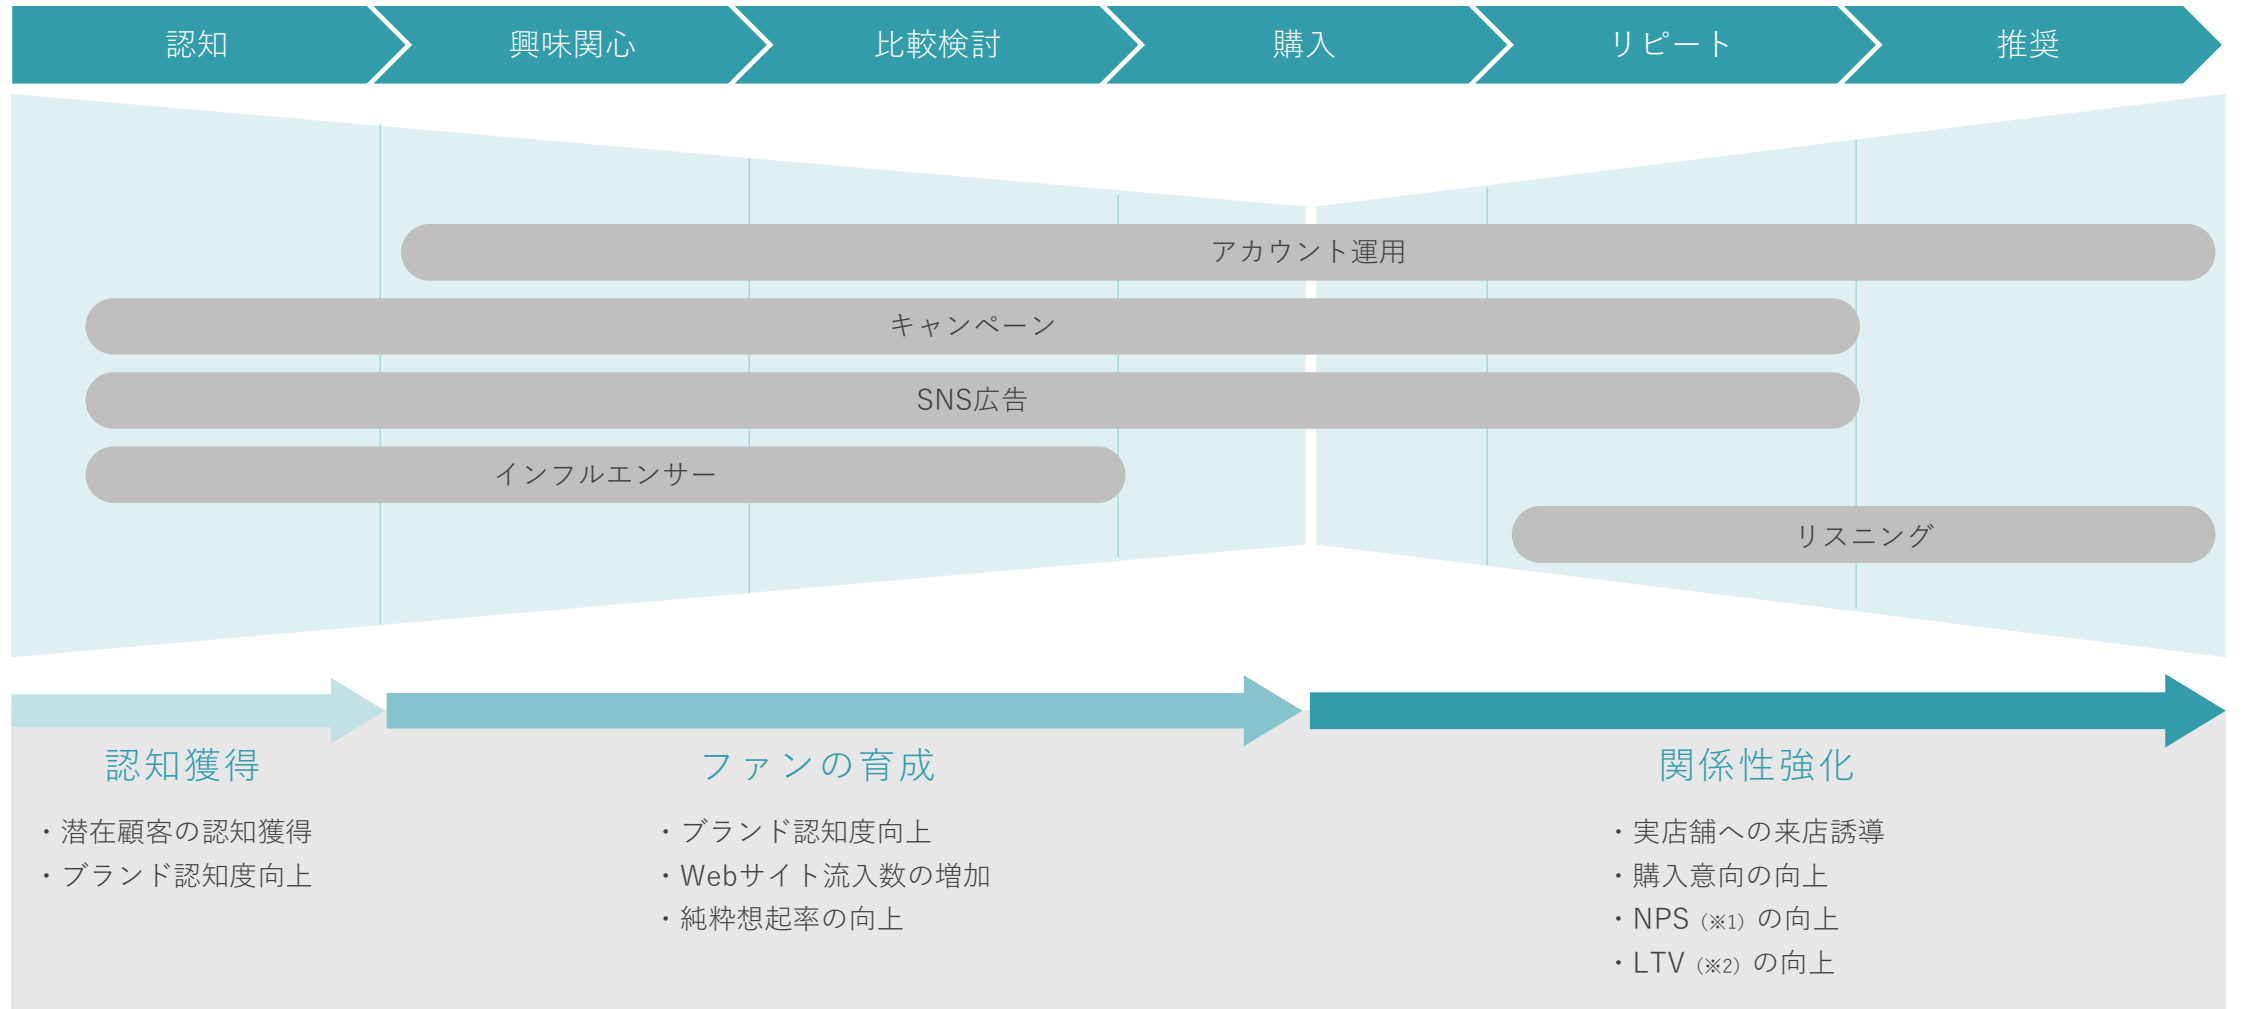 認知
興味関心
比較検討
購入
リピート
推奨
アカウント運用
キャンペーン
SNS広告
インフルエンサー
リスニング
認知獲得
・潜在顧客の認知獲得
・ブランド認知度向上
ファンの育成
・ブランド認知度向上
・Webサイト流入数の増加
・純粋想起率の向上
関係性強化
・実店舗への来店誘導
・購入意向の向上
・NPS（※1）の向上
・LTV（※2）の向上